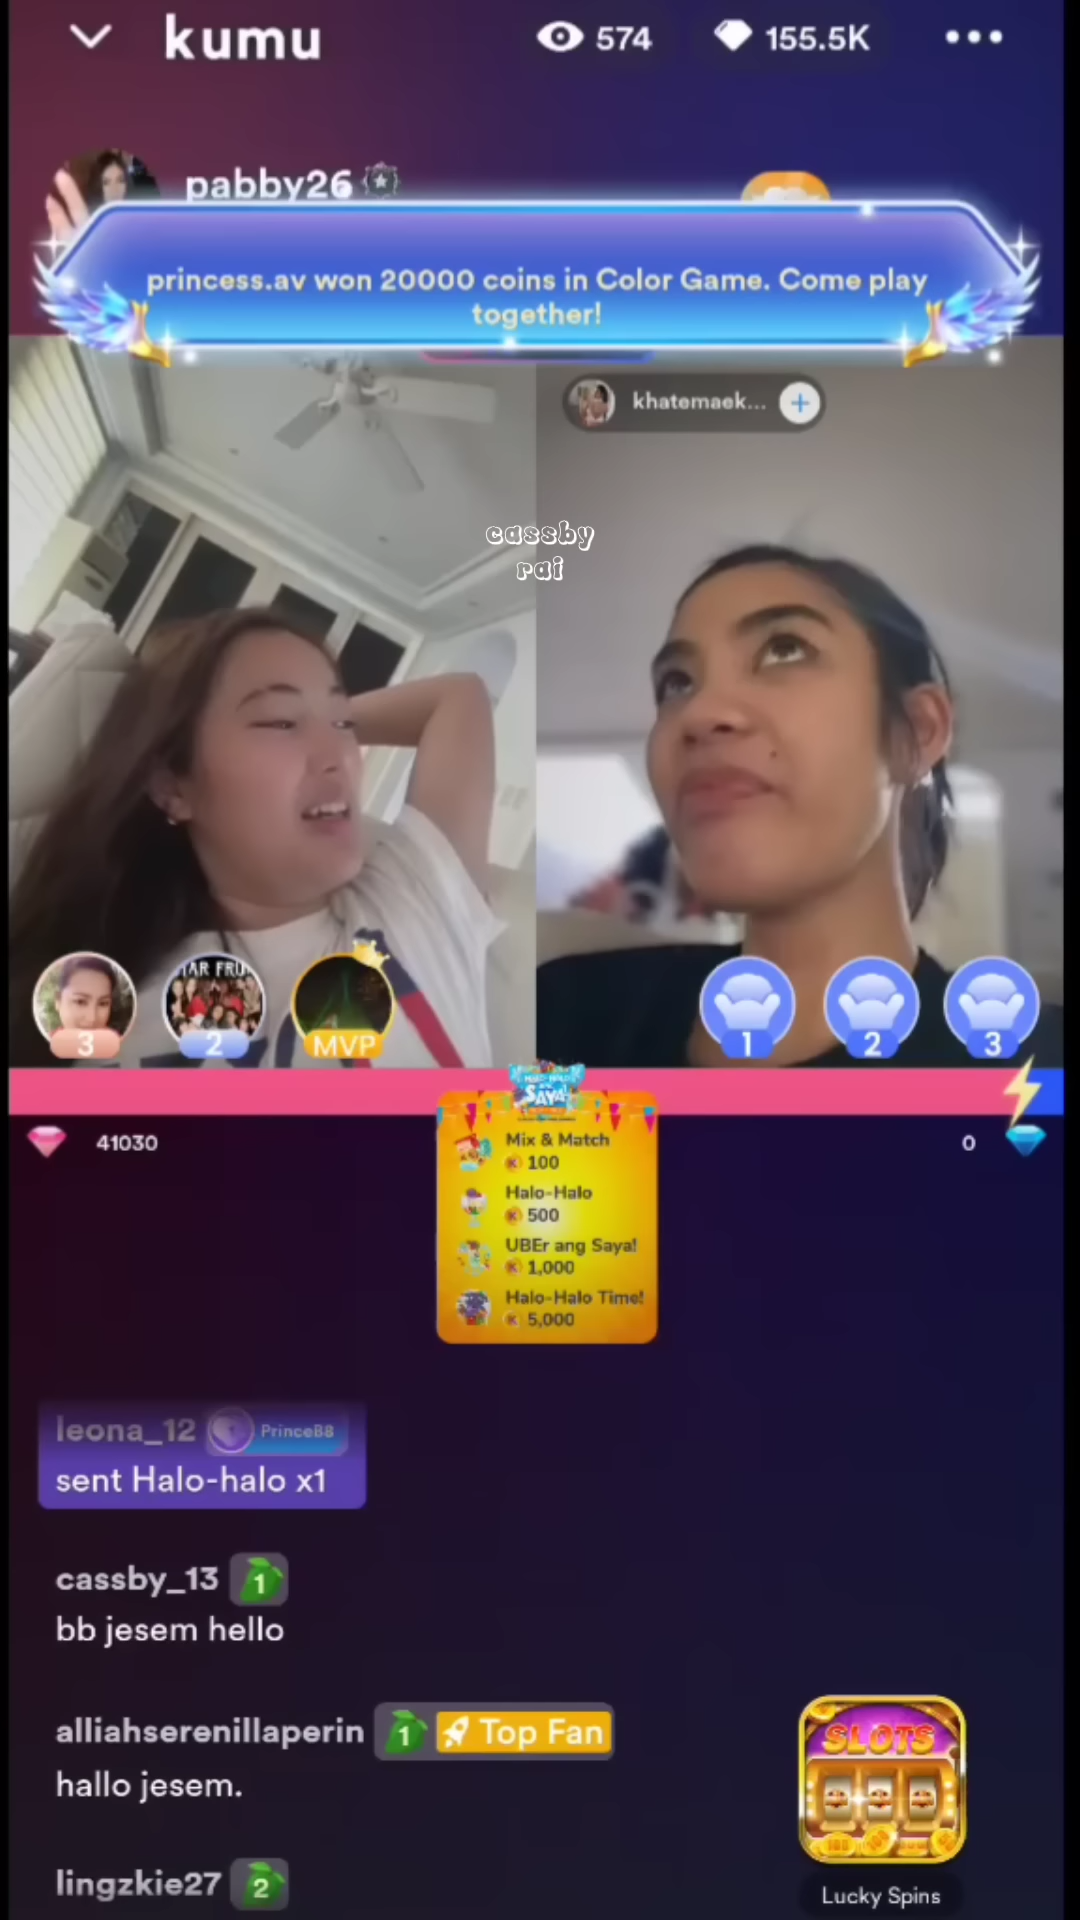 kumu
574
155.5K
pabby26
princess.av won 20000 coins in Color Game. Come play
together!
khatemaek...
cassby
rai
3
2
MVP
1
2
3
SAYA!
41030
0
Mix & Match
100
Halo-Halo
500
UBEr ang Saya!
1,000
Halo-Halo Time!
5,000
leona_12 PrinceBB
sent Halo-halo x1
cassby_13 1
bb jesem hello
alliahserenillaperin 1 Top Fan
hallo jesem.
SLOTS
Lucky Spins
lingzkie27 2